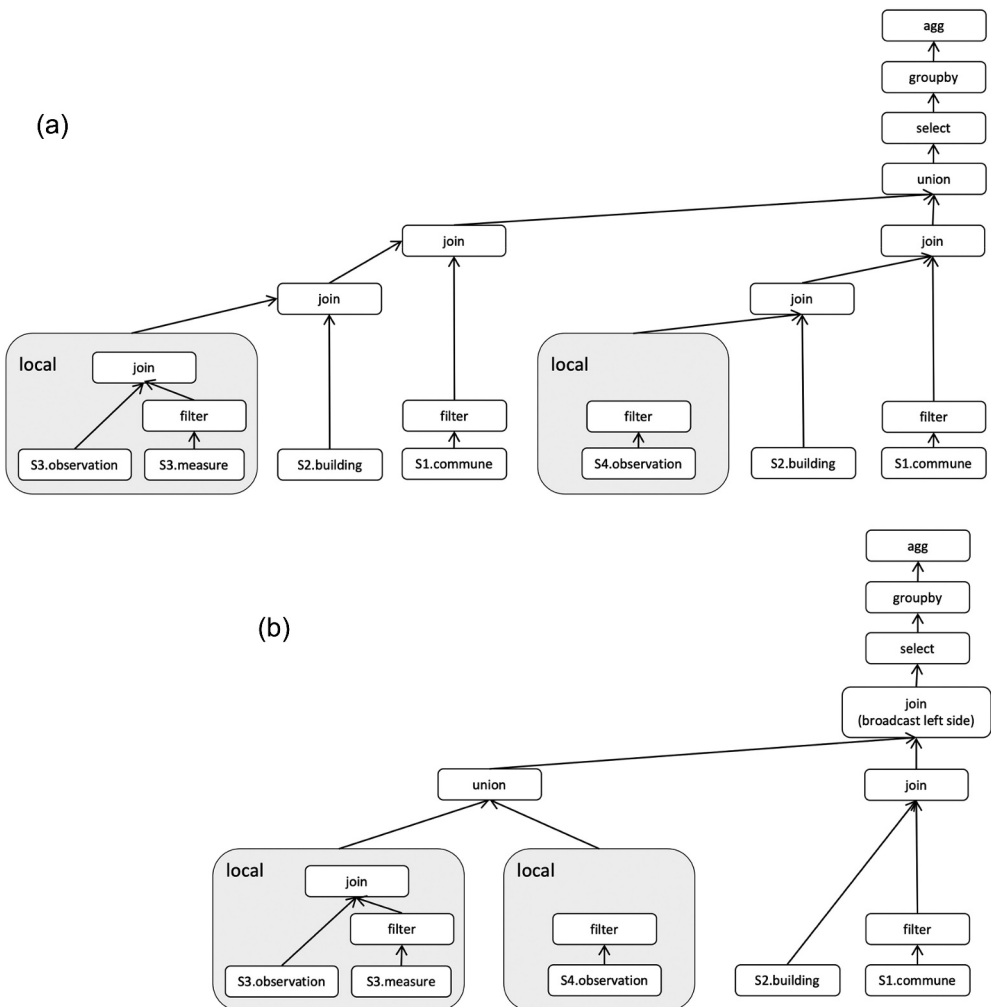 agg
groupby
(a)
select
union
join
join
join
join
local
join
local
filter
filter
filter
filter
S3.observation
S3.measure
S2.building
S1.commune
S4.observation
S2.building
S1.commune
agg
groupby
(b)
select
join
(broadcast left side)
union
join
local
join
local
filter
filter
filter
S3.observation
S3.measure
S4.observation
S2.building
S1.commune